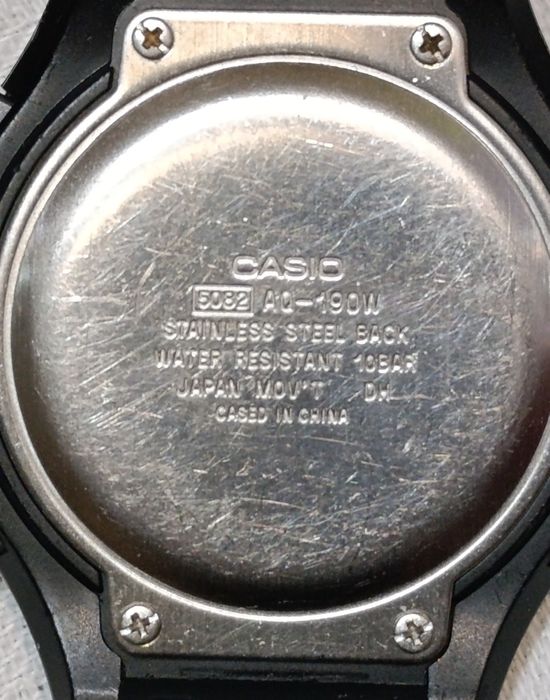 CASIO
5082 AQ-190W
STAINLESS STEEL BACK
WATER RESISTANT 10BAR
JAPAN MOV'T DH
CASED IN CHINA